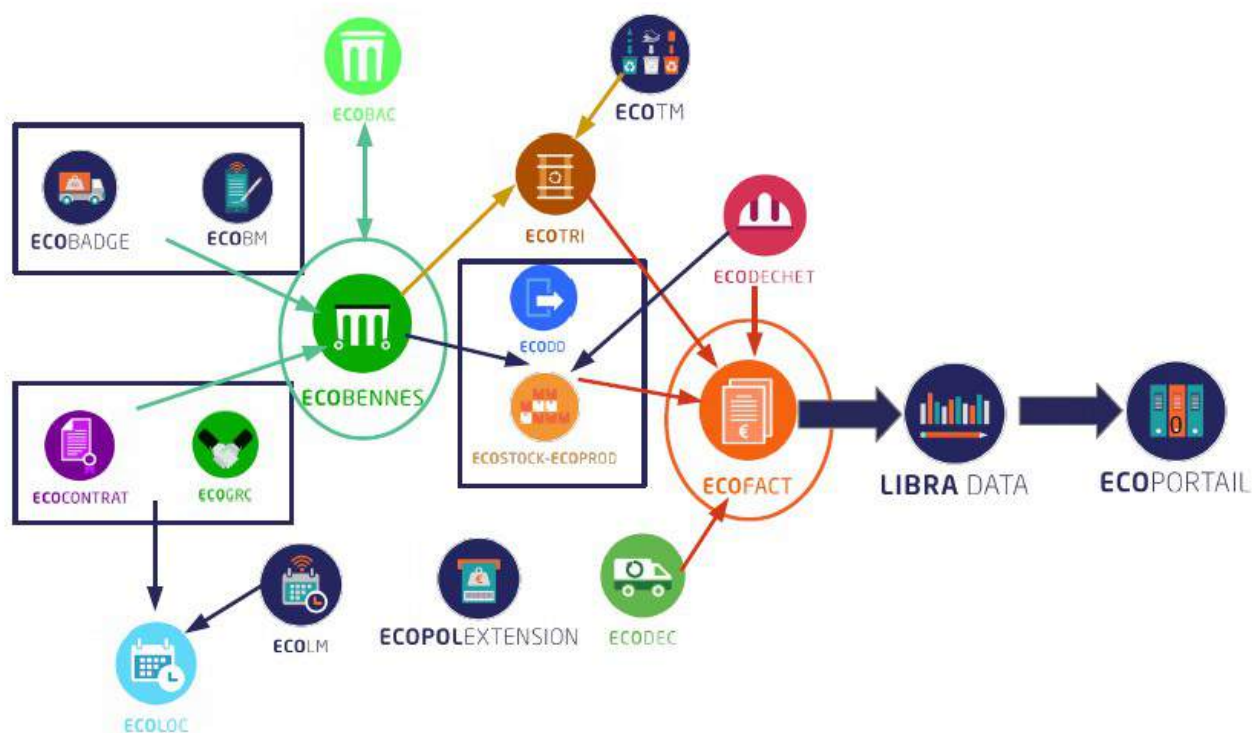 ECOBAC
ECOTM
ECOBADGE
ECOBM
ECOTRI
ECODECHET
ECODD
ECOBENNES
ECOSTOCK-ECOPROD
€
ECOFACT
LIBRA DATA
ECOPORTAIL
ECOCONTRAT
ECOGRC
ECOLM
€
ECOPOLEXTENSION
ECODEC
ECOLOC